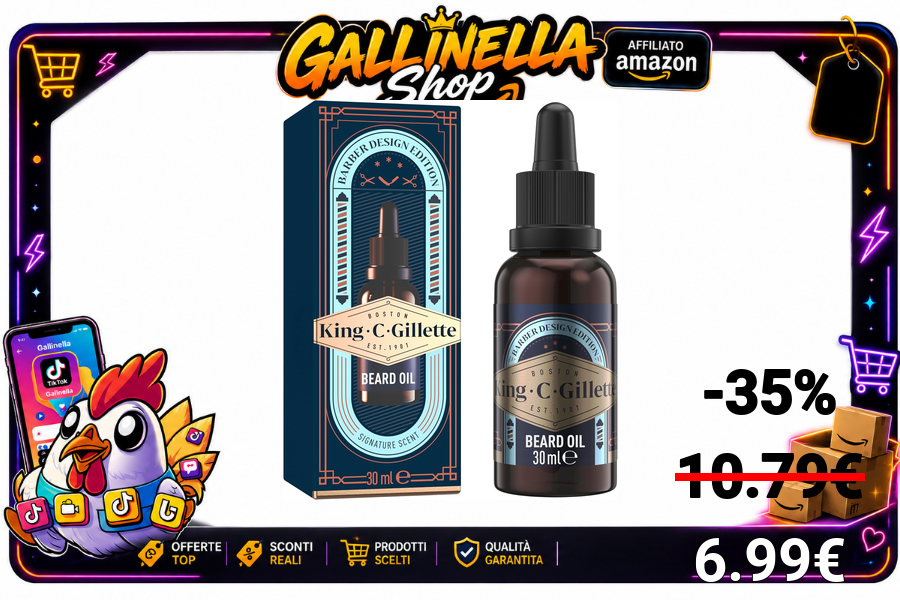 GALLINELLA
Shop
AFFILIATO
amazon
BARBER DESIGN EDITION
BOSTON
King·C·Gillette
EST.1901
BEARD OIL
SIGNATURE SCENT
30 ml e
BARBER DESIGN EDITION
BOSTON
King·C·Gillette
EST.1901
BEARD OIL
30 ml e
Gallinella
TikTok
Gallinella
-35%
10.79€
6.99€
OFFERTE
TOP
SCONTI
REALI
PRODOTTI
SCELTI
QUALITÀ
GARANTITA